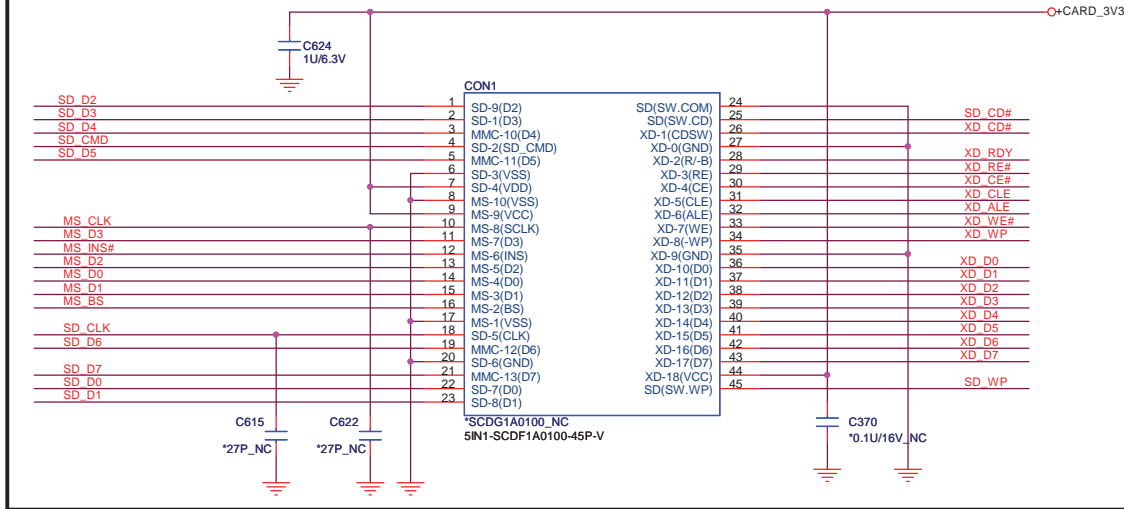 +CARD_3V3
C624
1U/6.3V
CON1
SD_D2 1 SD-9(D2) SD(SW.COM) 24
SD_D3 2 SD-1(D3) SD(SW.CD) 25 SD_CD#
SD_D4 3 MMC-10(D4) XD-1(CDSW) 26 XD_CD#
SD_CMD 4 SD-2(SD_CMD) XD-0(GND) 27
SD_D5 5 MMC-11(D5) XD-2(R/-B) 28 XD_RDY
6 SD-3(VSS) XD-3(RE) 29 XD_RE#
7 SD-4(VDD) XD-4(CE) 30 XD_CE#
8 MS-10(VSS) XD-5(CLE) 31 XD_CLE
9 MS-9(VCC) XD-6(ALE) 32 XD_ALE
MS_CLK 10 MS-8(SCLK) XD-7(WE) 33 XD_WE#
MS_D3 11 MS-7(D3) XD-8(-WP) 34 XD_WP
MS_INS# 12 MS-6(INS) XD-9(GND) 35
MS_D2 13 MS-5(D2) XD-10(D0) 36 XD_D0
MS_D0 14 MS-4(D0) XD-11(D1) 37 XD_D1
MS_D1 15 MS-3(D1) XD-12(D2) 38 XD_D2
MS_BS 16 MS-2(BS) XD-13(D3) 39 XD_D3
17 MS-1(VSS) XD-14(D4) 40 XD_D4
SD_CLK 18 SD-5(CLK) XD-15(D5) 41 XD_D5
SD_D6 19 MMC-12(D6) XD-16(D6) 42 XD_D6
20 SD-6(GND) XD-17(D7) 43 XD_D7
SD_D7 21 MMC-13(D7) XD-18(VCC) 44
SD_D0 22 SD-7(D0) SD(SW.WP) 45 SD_WP
SD_D1 23 SD-8(D1)
C615 C622 *SCDG1A0100_NC C370
*27P_NC *27P_NC 5IN1-SCDF1A0100-45P-V *0.1U/16V_NC